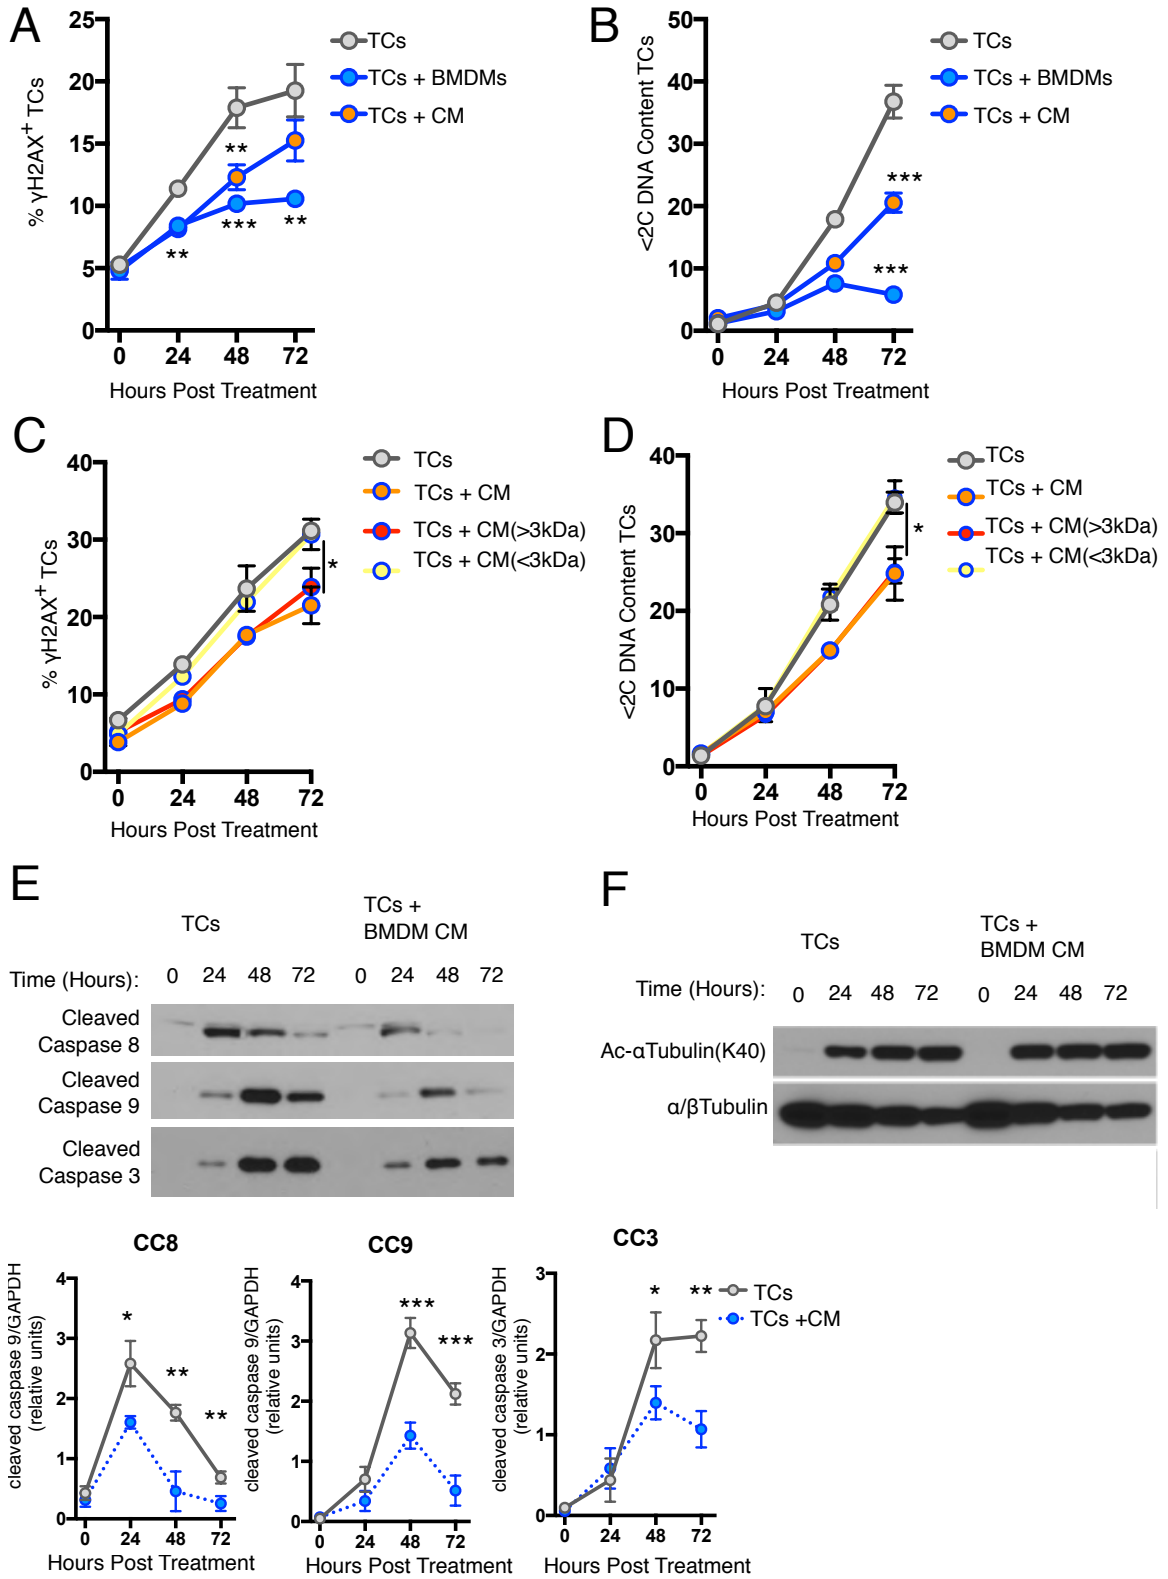 A
25
20
15
10
5
0
% γH2AX+ TCs
0 24 48 72
Hours Post Treatment
TCs
TCs + BMDMs
TCs + CM
**
**
***
**
B
50
40
30
20
10
0
<2C DNA Content TCs
0 24 48 72
Hours Post Treatment
TCs
TCs + BMDMs
TCs + CM
***
***
C
40
30
20
10
0
% γH2AX+ TCs
0 24 48 72
Hours Post Treatment
TCs
TCs + CM
TCs + CM(>3kDa)
TCs + CM(<3kDa)
*
D
40
30
20
10
0
<2C DNA Content TCs
0 24 48 72
Hours Post Treatment
TCs
TCs + CM
TCs + CM(>3kDa)
TCs + CM(<3kDa)
*
E
TCs
TCs +
BMDM CM
Time (Hours): 0 24 48 72 0 24 48 72
Cleaved
Caspase 8
Cleaved
Caspase 9
Cleaved
Caspase 3
F
TCs
TCs +
BMDM CM
Time (Hours): 0 24 48 72 0 24 48 72
Ac-αTubulin(K40)
α/βTubulin
CC8
cleaved caspase 9/GAPDH
(relative units)
4
3
2
1
0
*
**
**
0 24 48 72
Hours Post Treatment
CC9
cleaved caspase 9/GAPDH
(relative units)
4
3
2
1
0
***
***
0 24 48 72
Hours Post Treatment
CC3
cleaved caspase 3/GAPDH
(relative units)
3
2
1
0
*
**
0 24 48 72
Hours Post Treatment
TCs
TCs +CM